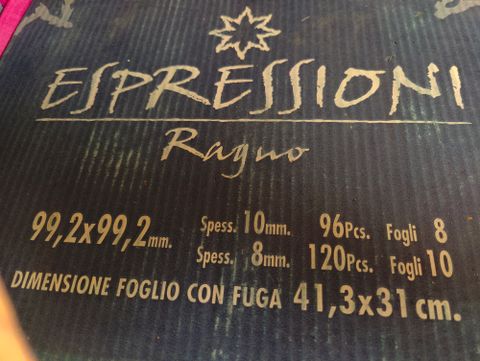 ESPRESSIONI
Ragno
99,2x99,2mm. Spess. 10mm. 96Pcs. Fogli 8
Spess. 8mm. 120Pcs. Fogli 10
DIMENSIONE FOGLIO CON FUGA 41,3x31 cm.